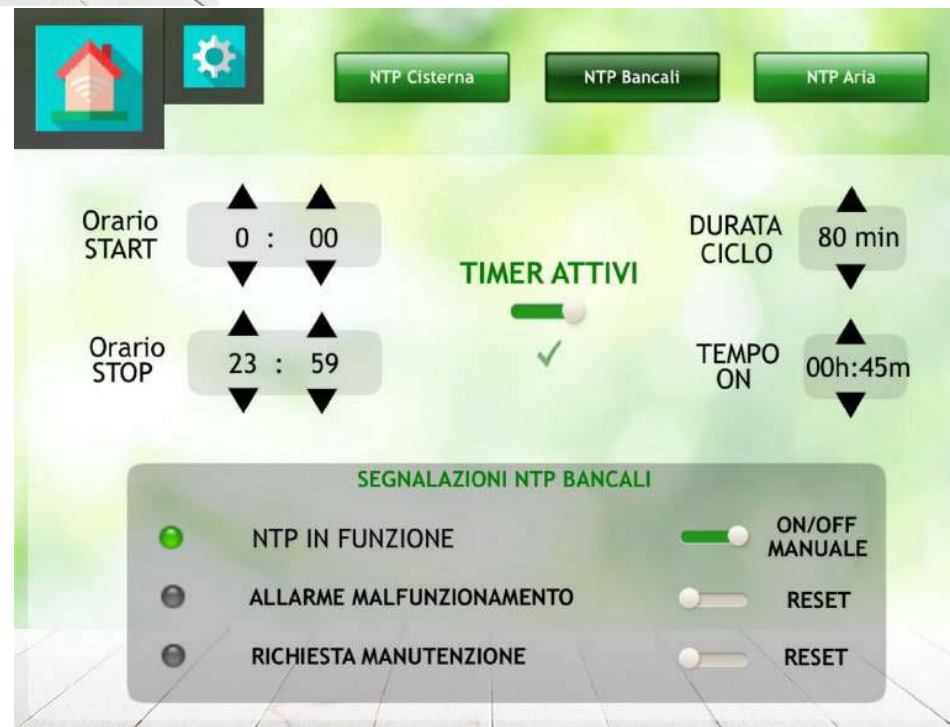 NTP Cisterna
NTP Bancali
NTP Aria
Orario
START
0 : 00
TIMER ATTIVI
DURATA
CICLO
80 min
Orario
STOP
23 : 59
TEMPO
ON
00h:45m
SEGNALAZIONI NTP BANCALI
NTP IN FUNZIONE
ON/OFF
MANUALE
ALLARME MALFUNZIONAMENTO
RESET
RICHIESTA MANUTENZIONE
RESET